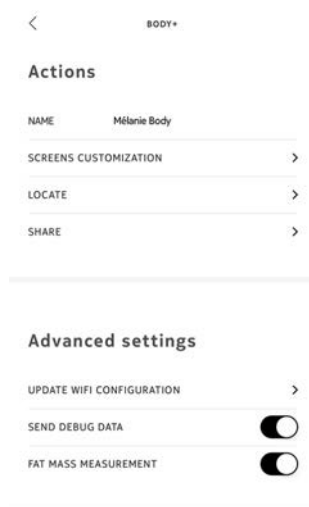 BODY+
Actions
NAME Mélanie Body
SCREENS CUSTOMIZATION
LOCATE
SHARE
Advanced settings
UPDATE WIFI CONFIGURATION
SEND DEBUG DATA
FAT MASS MEASUREMENT